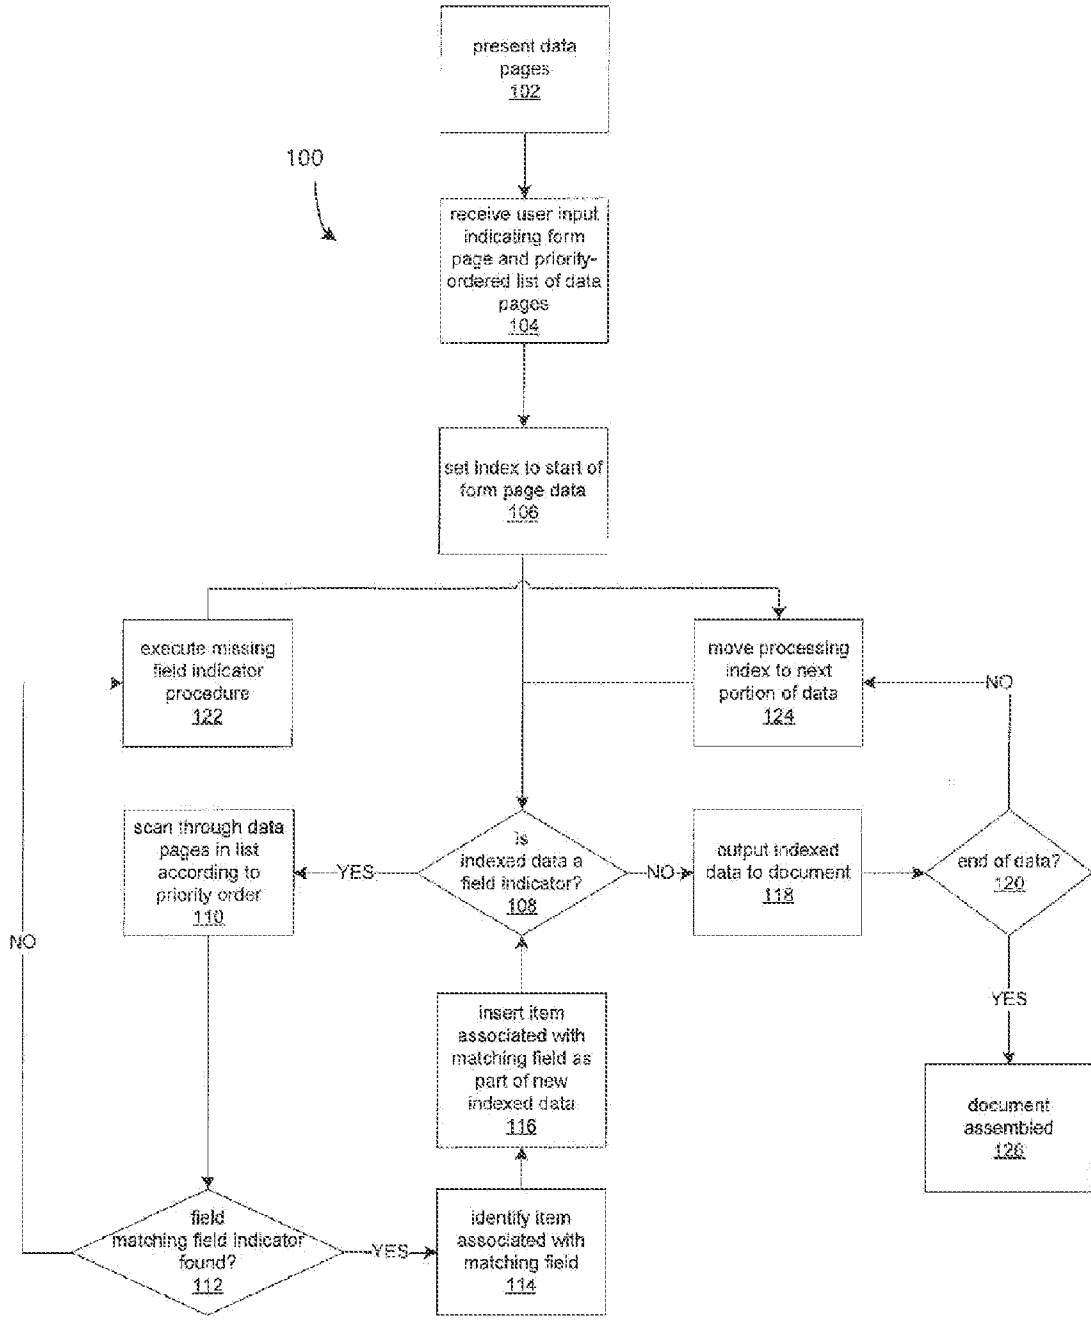 present data
pages
102
100
receive user input
indicating form
page and priority-
ordered list of data
pages
104
set index to start of
form page data
106
execute missing
field indicator
procedure
122
move processing
index to next
portion of data
124
NO
scan through data
pages in list
according to
priority order
110
YES
is
indexed data a
field indicator?
108
NO
output indexed
data to document
118
end of data?
120
NO
YES
insert item
associated with
matching field as
part of new
indexed data
116
document
assembled
126
field
matching field indicator
found?
112
YES
identify item
associated with
matching field
114